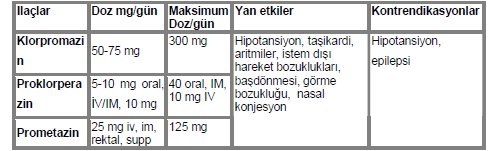 İlaçlar Doz mg/gün Maksimum Doz/gün Yan etkiler Kontrendikasyonlar
Klorpromazin 50-75 mg 300 mg
Hipotansiyon, taşikardi,
aritmiler, istem dışı
hareket bozuklukları,
başdönmesi, görme
bozukluğu, nasal
konjesyon
Hipotansiyon,
epilepsi
Proklorperazin
5-10 mg oral,
İV/IM, 10 mg
40 oral, IM,
10 mg IV
Prometazin
25 mg iv, im,
rektal, supp
125 mg